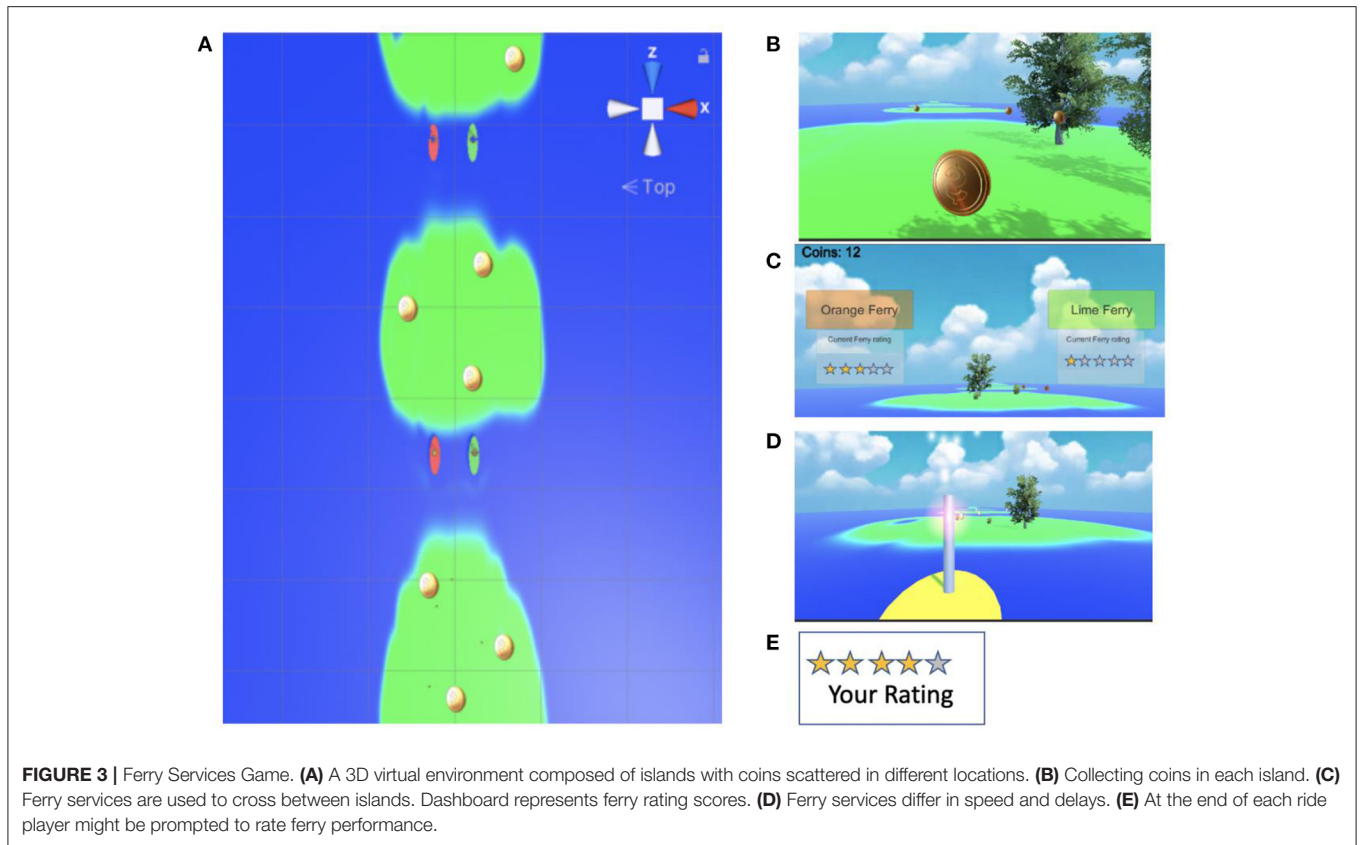 A
z
x
< Top
B
C
Coins: 12
Orange Ferry
Lime Ferry
Current Ferry rating
Current Ferry rating
D
E
Your Rating
FIGURE 3 | Ferry Services Game. (A) A 3D virtual environment composed of islands with coins scattered in different locations. (B) Collecting coins in each island. (C)
Ferry services are used to cross between islands. Dashboard represents ferry rating scores. (D) Ferry services differ in speed and delays. (E) At the end of each ride
player might be prompted to rate ferry performance.